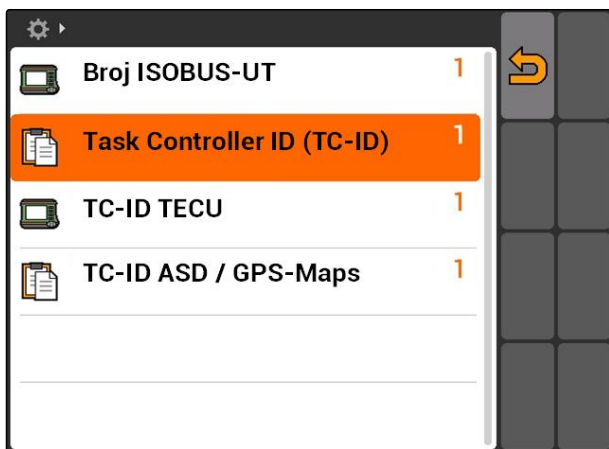 Broj ISOBUS-UT 1
Task Controller ID (TC-ID) 1
TC-ID TECU 1
TC-ID ASD / GPS-Maps 1